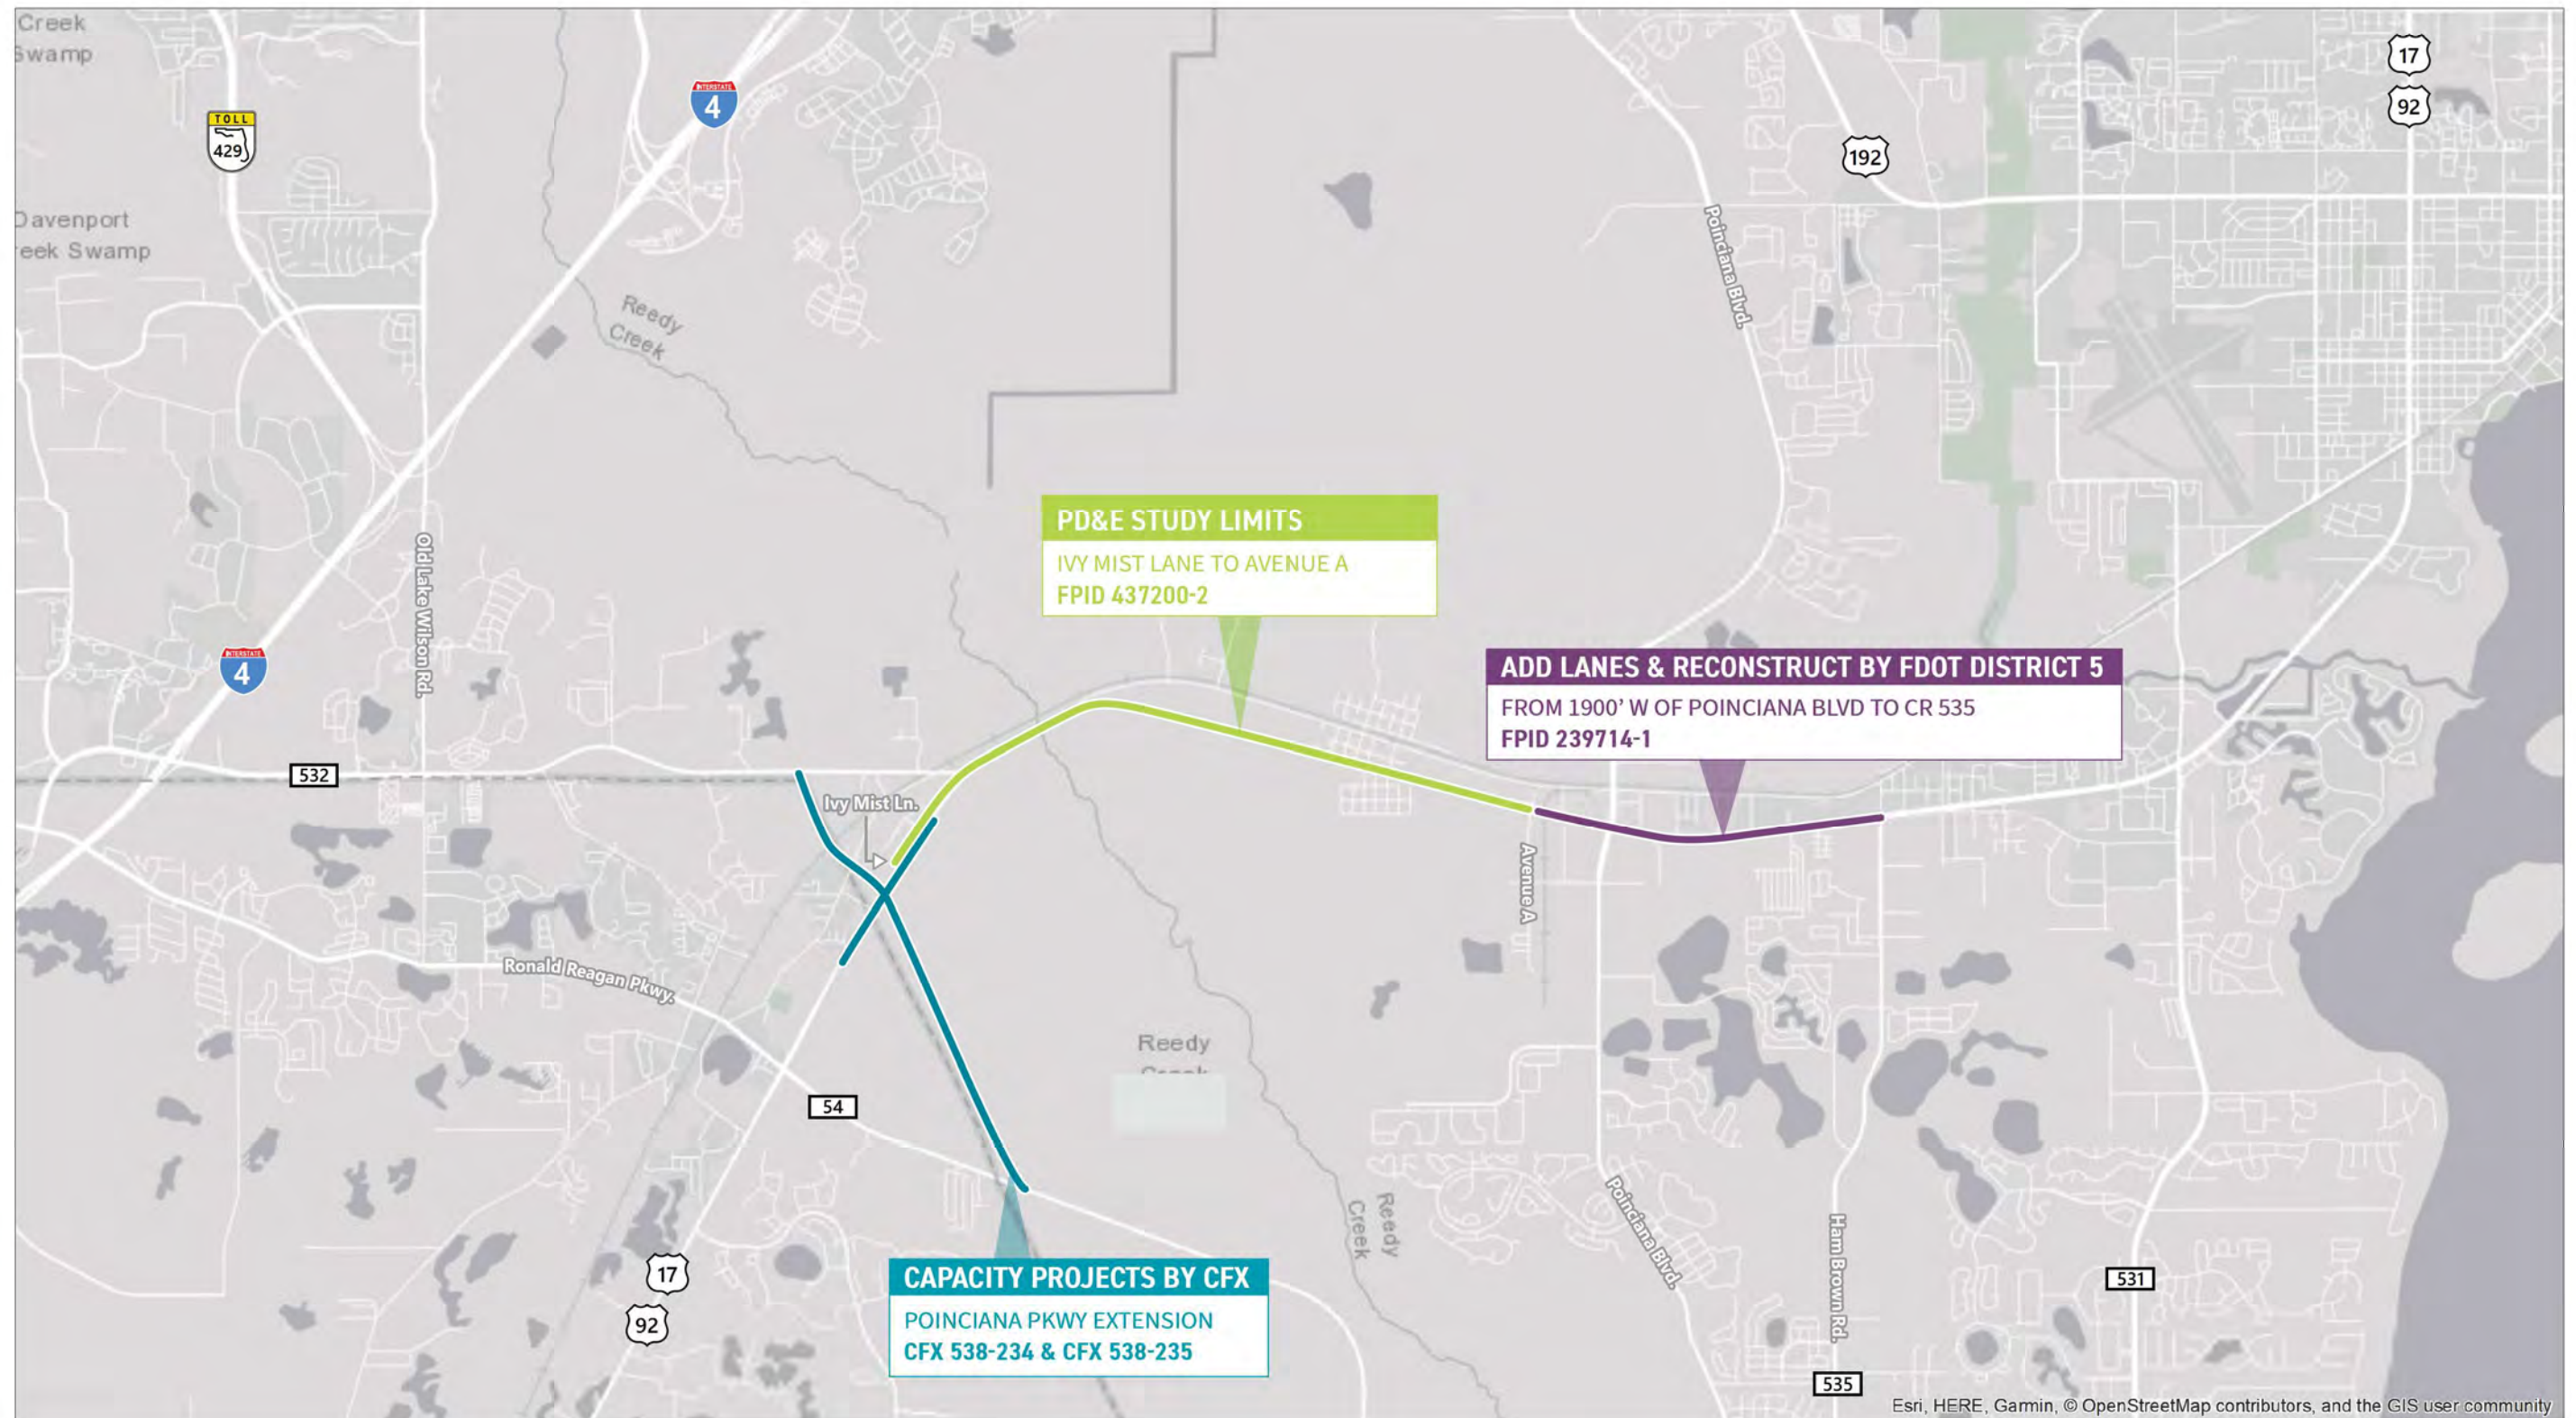 Creek
Swamp
TOLL
429
INTERSTATE
4
17
92
192
Davenport
reek Swamp
Poinciana Blvd.
Reedy
Creek
PD&E STUDY LIMITS
IVY MIST LANE TO AVENUE A
FPID 437200-2
Old Lake Wilson Rd.
INTERSTATE
4
ADD LANES & RECONSTRUCT BY FDOT DISTRICT 5
FROM 1900’ W OF POINCIANA BLVD TO CR 535
FPID 239714-1
532
Ivy Mist Ln.
Avenue A
Ronald Reagan Pkwy.
Reedy
54
Reedy
Creek
Poinciana Blvd.
Ham Brown Rd.
17
92
CAPACITY PROJECTS BY CFX
POINCIANA PKWY EXTENSION
CFX 538-234 & CFX 538-235
531
535
Esri, HERE, Garmin, © OpenStreetMap contributors, and the GIS user community